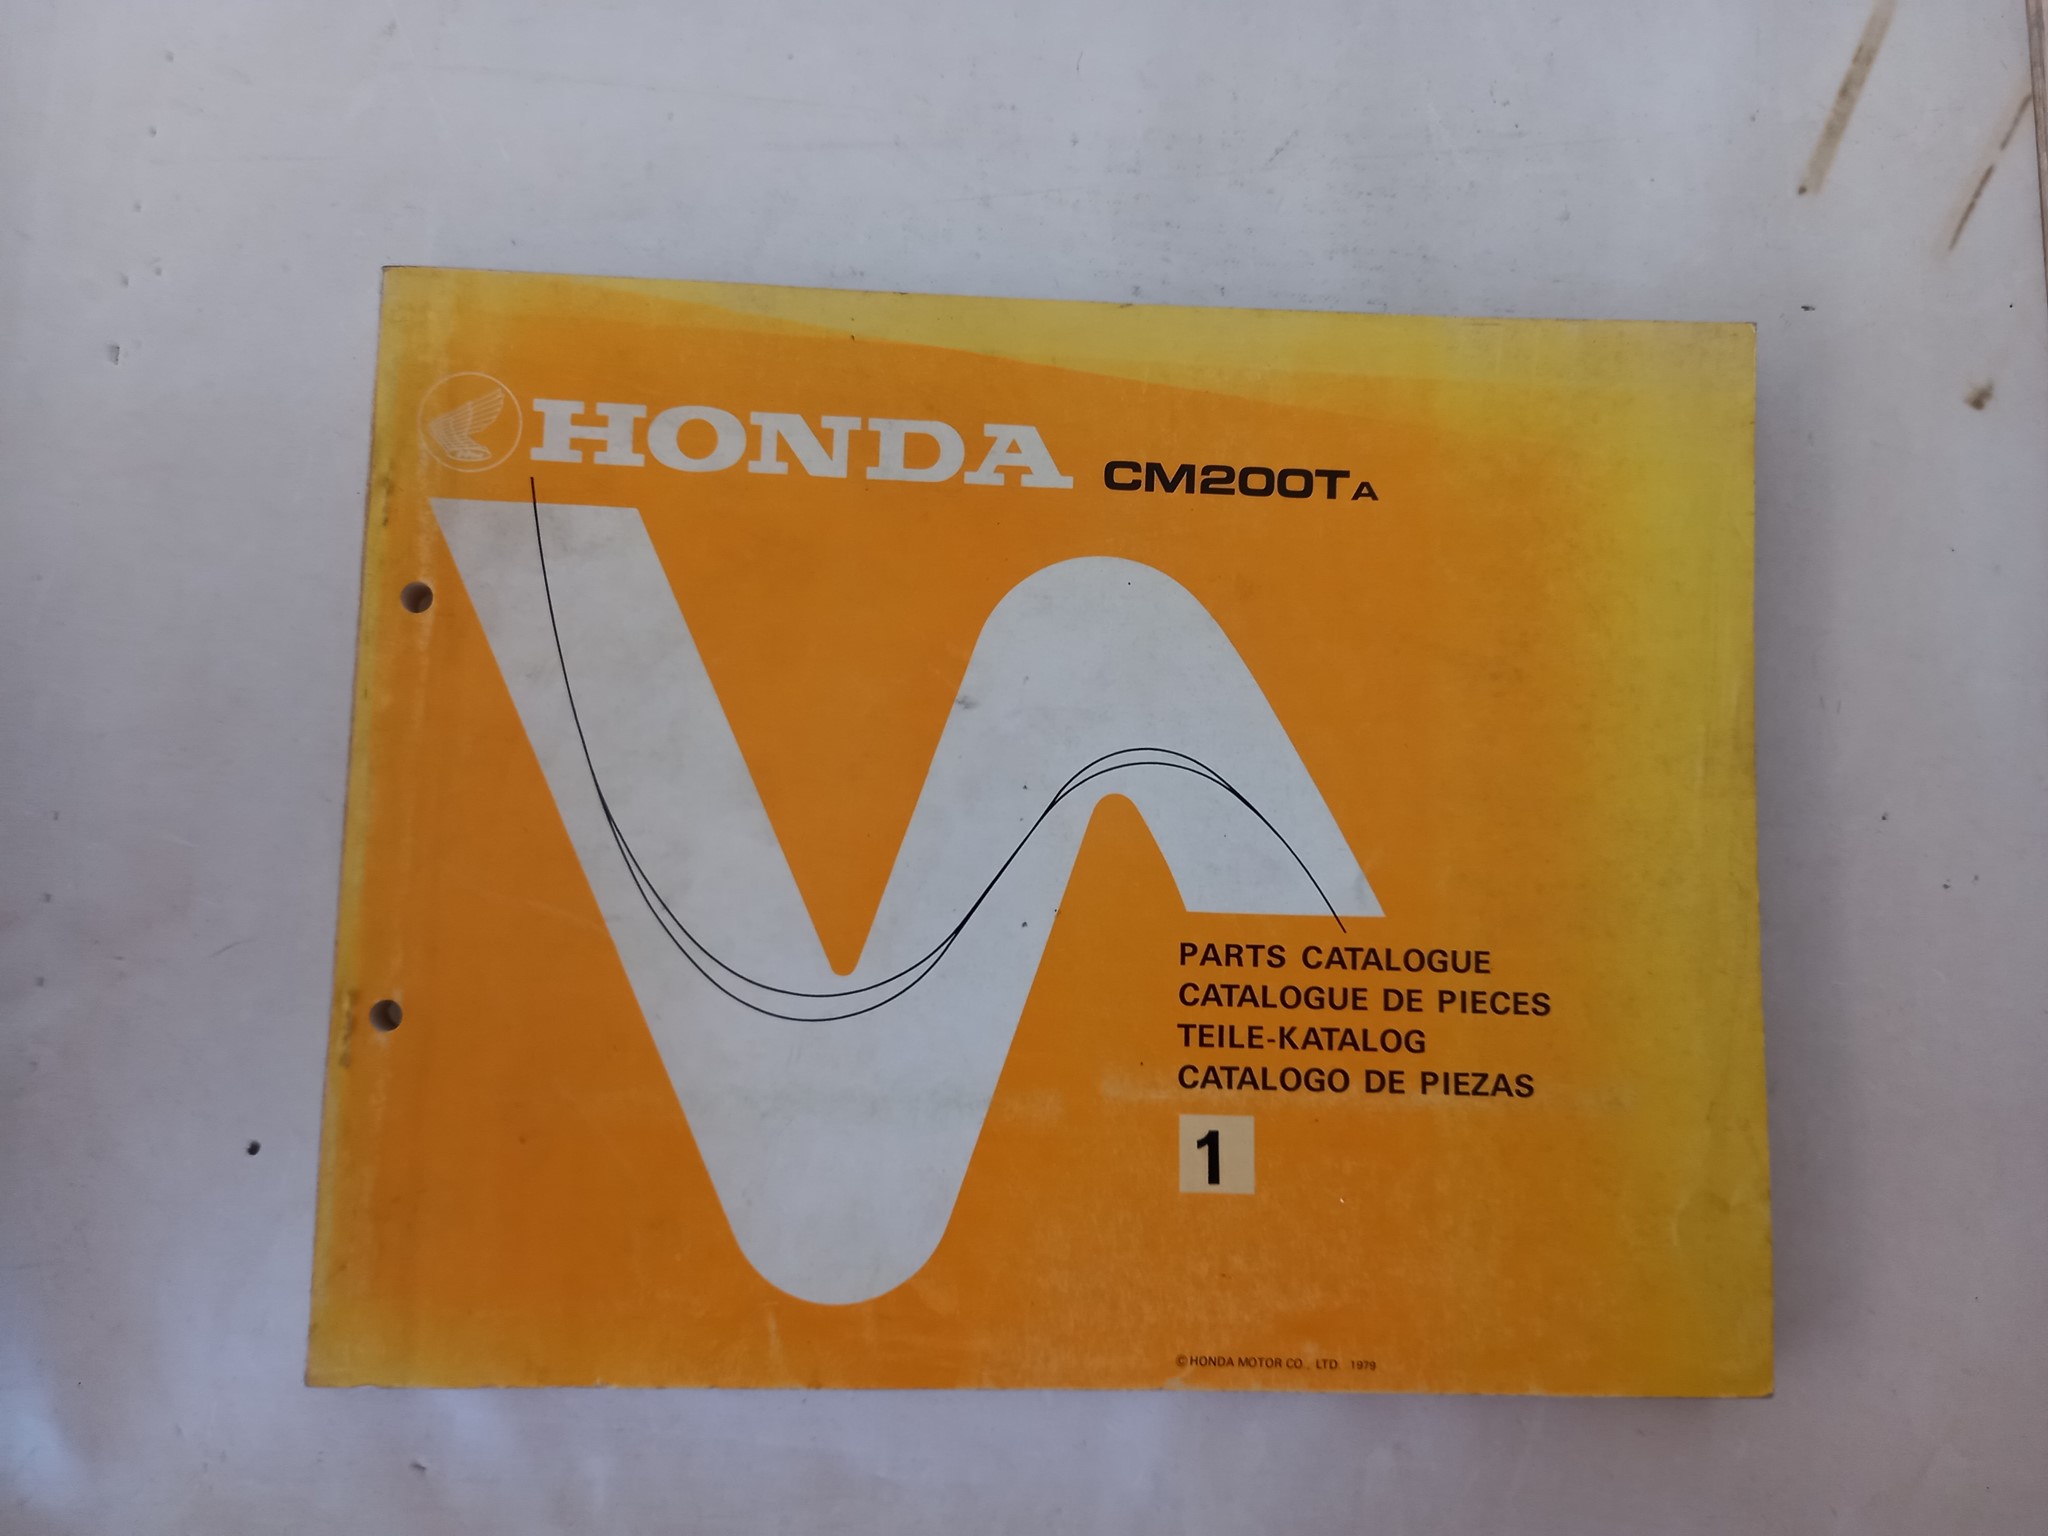 HONDA CM200TA
PARTS CATALOGUE
CATALOGUE DE PIECES
TEILE-KATALOG
CATALOGO DE PIEZAS
1
© HONDA MOTOR CO., LTD. 1979